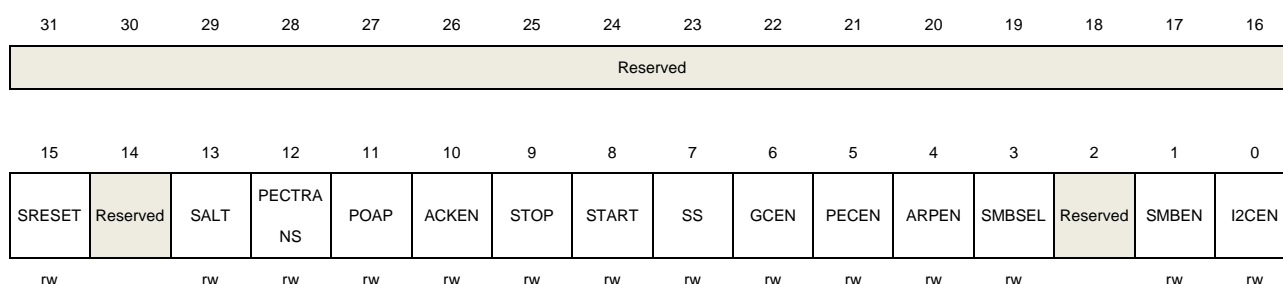 31 30 29 28 27 26 25 24 23 22 21 20 19 18 17 16
Reserved
15 14 13 12 11 10 9 8 7 6 5 4 3 2 1 0
SRESET Reserved SALT PECTRA NS POAP ACKEN STOP START SS GCEN PECEN ARPEN SMBSEL Reserved SMBEN I2CEN
rw rw rw rw rw rw rw rw rw rw rw rw rw rw